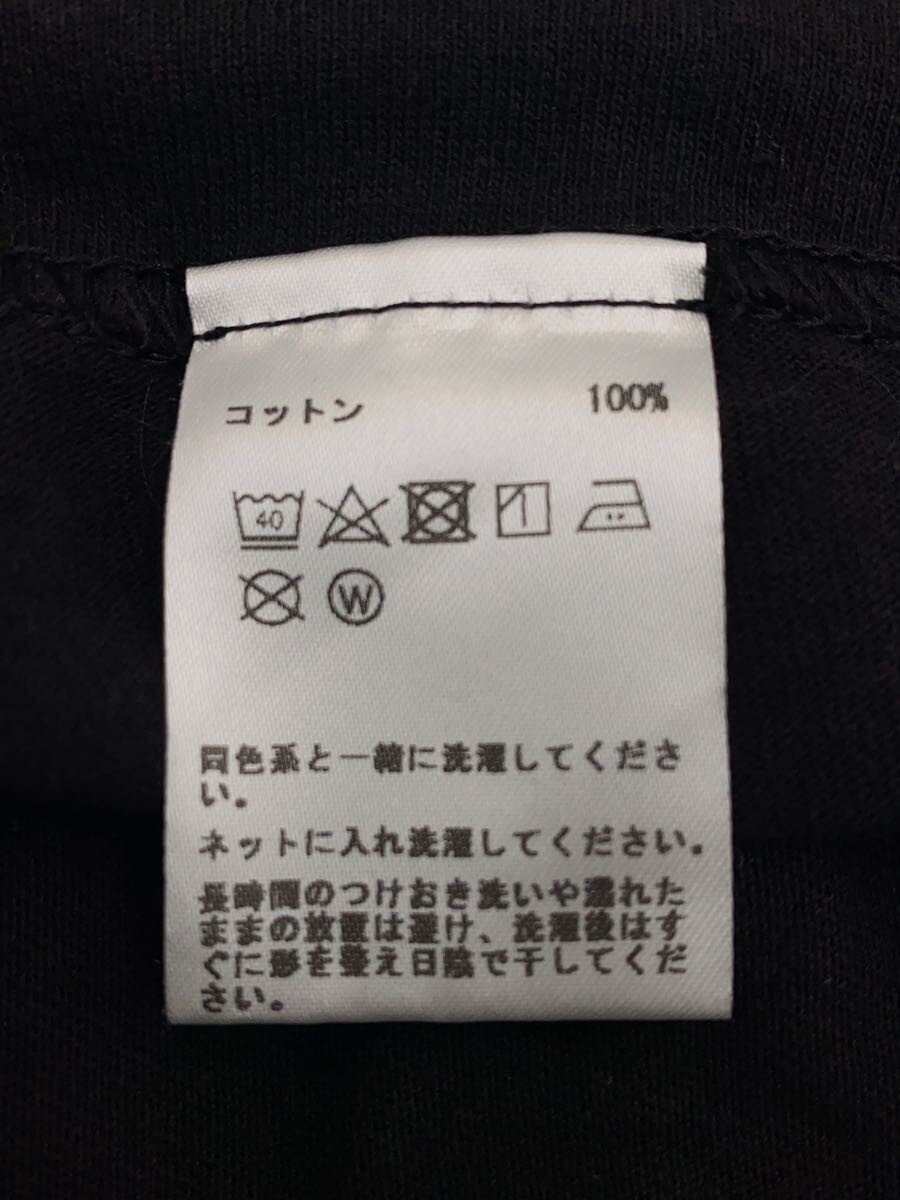 コットン 100%
40
W
同色系と一緒に洗濯してくださ
い。
ネットに入れ洗濯してください。
長時間のつけおき洗いや濡れた
ままの放置は避け、洗濯後はす
ぐに形を整え日陰で干してくだ
さい。